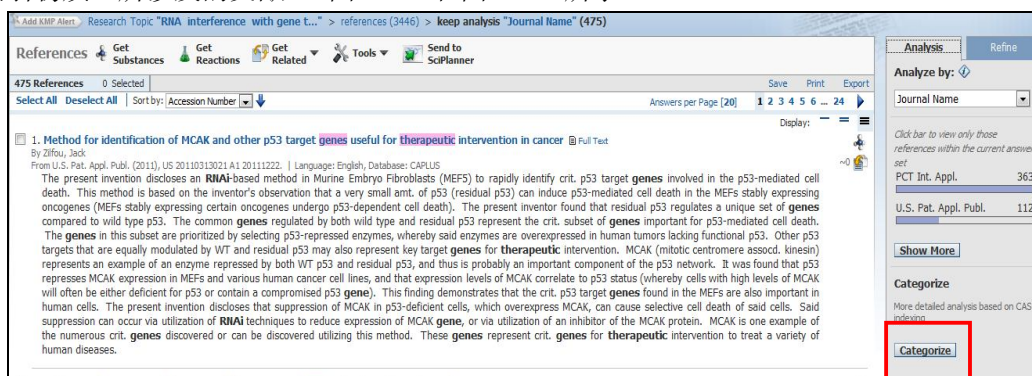 Add KMP Alert Research Topic "RNA interference with gene t..." > references (3446) > keep analysis "Journal Name" (475)
References Get Substances Get Reactions Get Related Tools Send to SciPlanner
475 References 0 Selected Save Print Export
Select All Deselect All Sort by: Accession Number Answers per Page [20] 1 2 3 4 5 6 ... 24
Display:
1. Method for identification of MCAK and other p53 target genes useful for therapeutic intervention in cancer Full Text
By Zilfou, Jack
From U.S. Pat. Appl. Publ. (2011), US 20110313021 A1 20111222. | Language: English, Database: CAPLUS
~0
The present invention discloses an RNAi-based method in Murine Embryo Fibroblasts (MEF5) to rapidly identify crit. p53 target genes involved in the p53-mediated cell
death. This method is based on the inventor's observation that a very small amt. of p53 (residual p53) can induce p53-mediated cell death in the MEFs stably expressing
oncogenes (MEFs stably expressing certain oncogenes undergo p53-dependent cell death). The present inventor found that residual p53 regulates a unique set of genes
compared to wild type p53. The common genes regulated by both wild type and residual p53 represent the crit. subset of genes important for p53-mediated cell death.
The genes in this subset are prioritized by selecting p53-repressed enzymes, whereby said enzymes are overexpressed in human tumors lacking functional p53. Other p53
targets that are equally modulated by WT and residual p53 may also represent key target genes for therapeutic intervention. MCAK (mitotic centromere assocd. kinesin)
represents an example of an enzyme repressed by both WT p53 and residual p53, and thus is probably an important component of the p53 network. It was found that p53
represses MCAK expression in MEFs and various human cancer cell lines, and that expression levels of MCAK correlate to p53 status (whereby cells with high levels of MCAK
will often be either deficient for p53 or contain a compromised p53 gene). This finding demonstrates that the crit. p53 target genes found in the MEFs are also important in
human cells. The present invention discloses that suppression of MCAK in p53-deficient cells, which overexpress MCAK, can cause selective cell death of said cells. Said
suppression can occur via utilization of RNAi techniques to reduce expression of MCAK gene, or via utilization of an inhibitor of the MCAK protein. MCAK is one example of
the numerous crit. genes discovered or can be discovered utilizing this method. These genes represent crit. genes for therapeutic intervention to treat a variety of
human diseases.
Analysis Refine
Analyze by:
Journal Name
Click bar to view only those
references within the current answer
set
PCT Int. Appl. 363
U.S. Pat. Appl. Publ. 112
Show More
Categorize
More detailed analysis based on CAS
indexing
Categorize